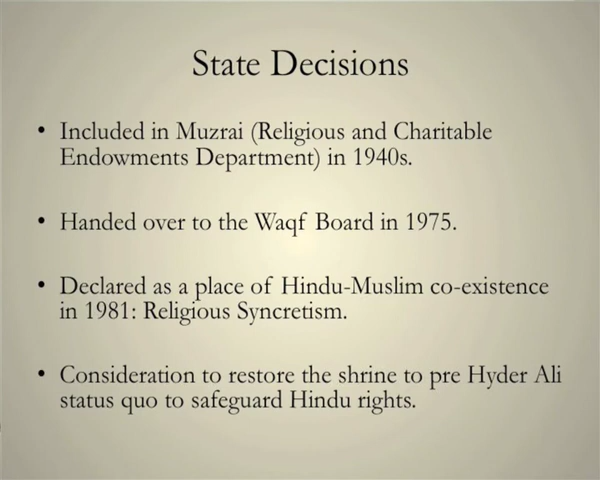 State Decisions
• Included in Muzrai (Religious and Charitable
Endowments Department) in 1940s.
• Handed over to the Waqf Board in 1975.
• Declared as a place of Hindu-Muslim co-existence
in 1981: Religious Syncretism.
• Consideration to restore the shrine to pre Hyder Ali
status quo to safeguard Hindu rights.